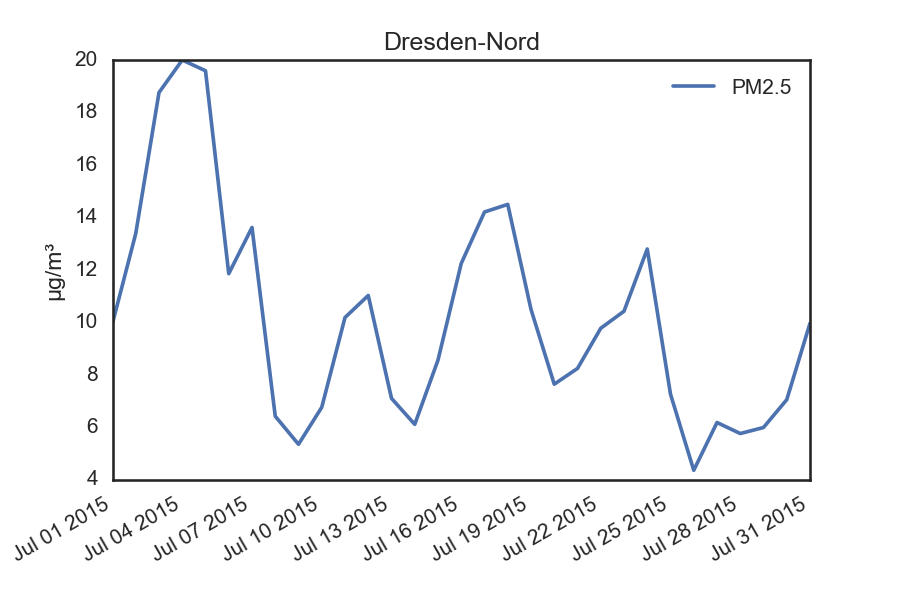 Dresden-Nord
20
18
16
14
12
10
8
6
4
µg/m³
PM2.5
Jul 01 2015
Jul 04 2015
Jul 07 2015
Jul 10 2015
Jul 13 2015
Jul 16 2015
Jul 19 2015
Jul 22 2015
Jul 25 2015
Jul 28 2015
Jul 31 2015